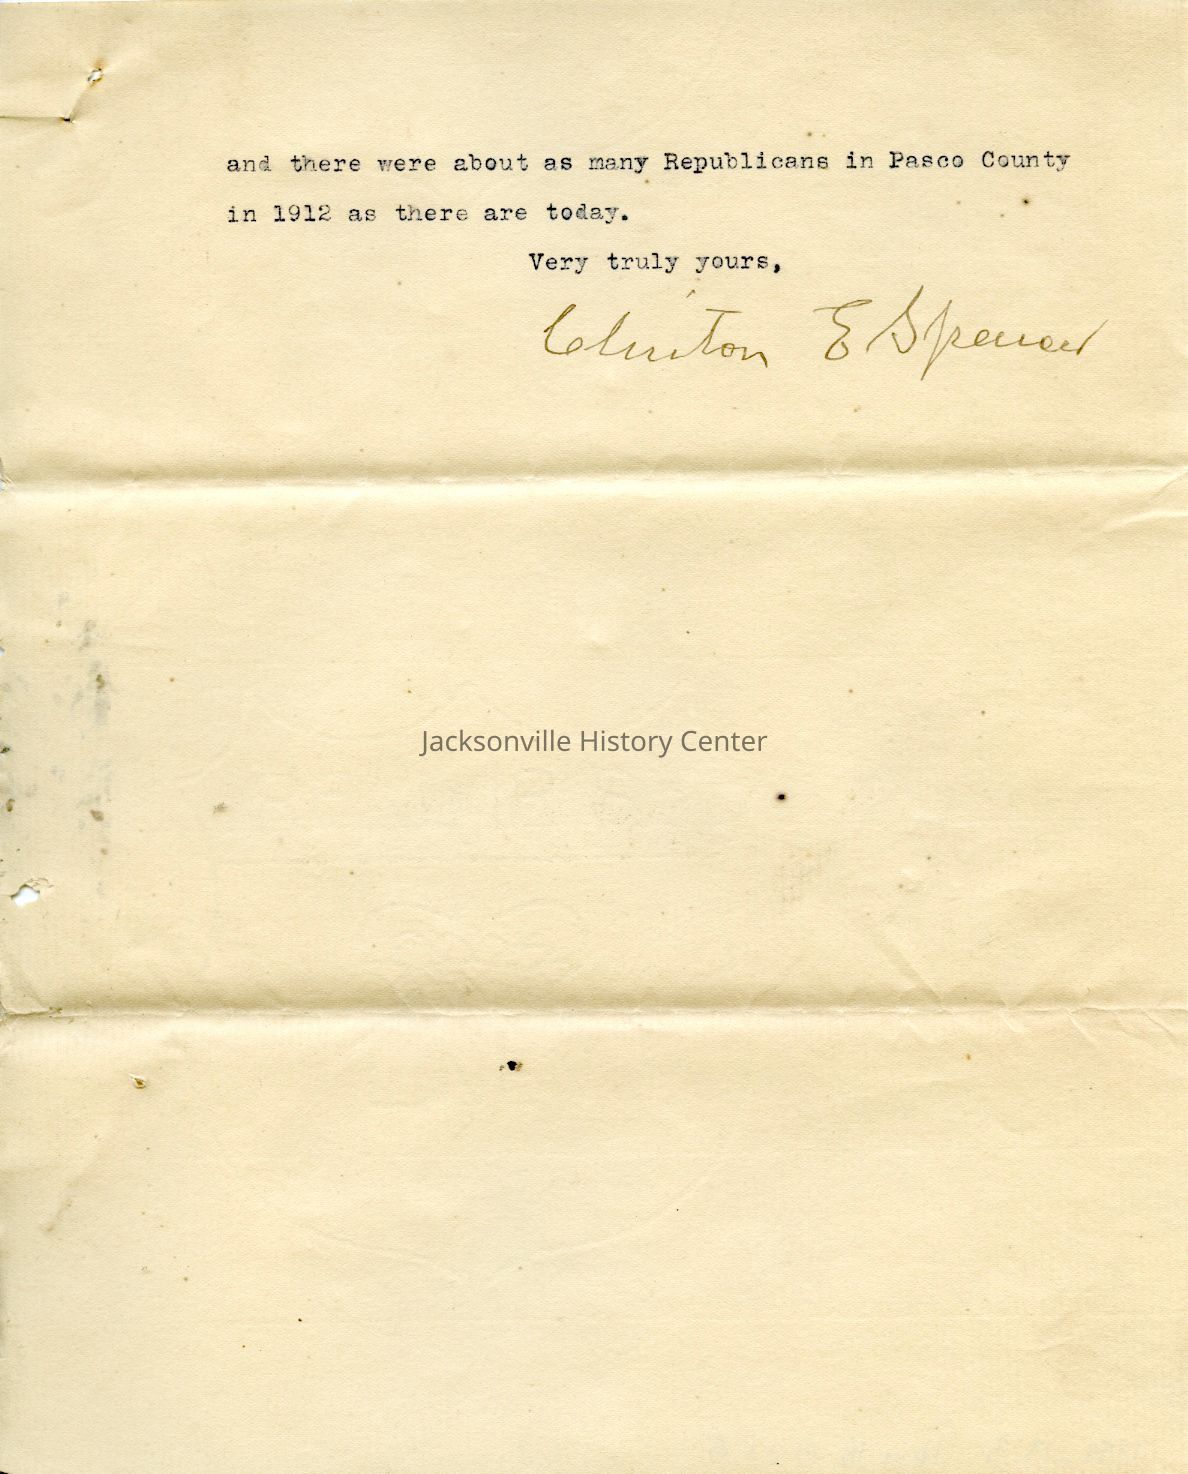 and there were about as many Republicans in Pasco County
in 1912 as there are today.
Very truly yours,
Clinton E Spencer
Jacksonville History Center